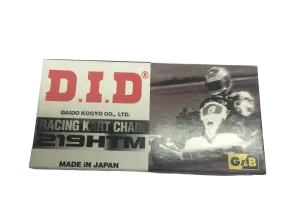 D.I.D®
DAIDO KOGYO CO., LTD.
RACING KART CHAIN
219HTM
MADE IN JAPAN
G&B